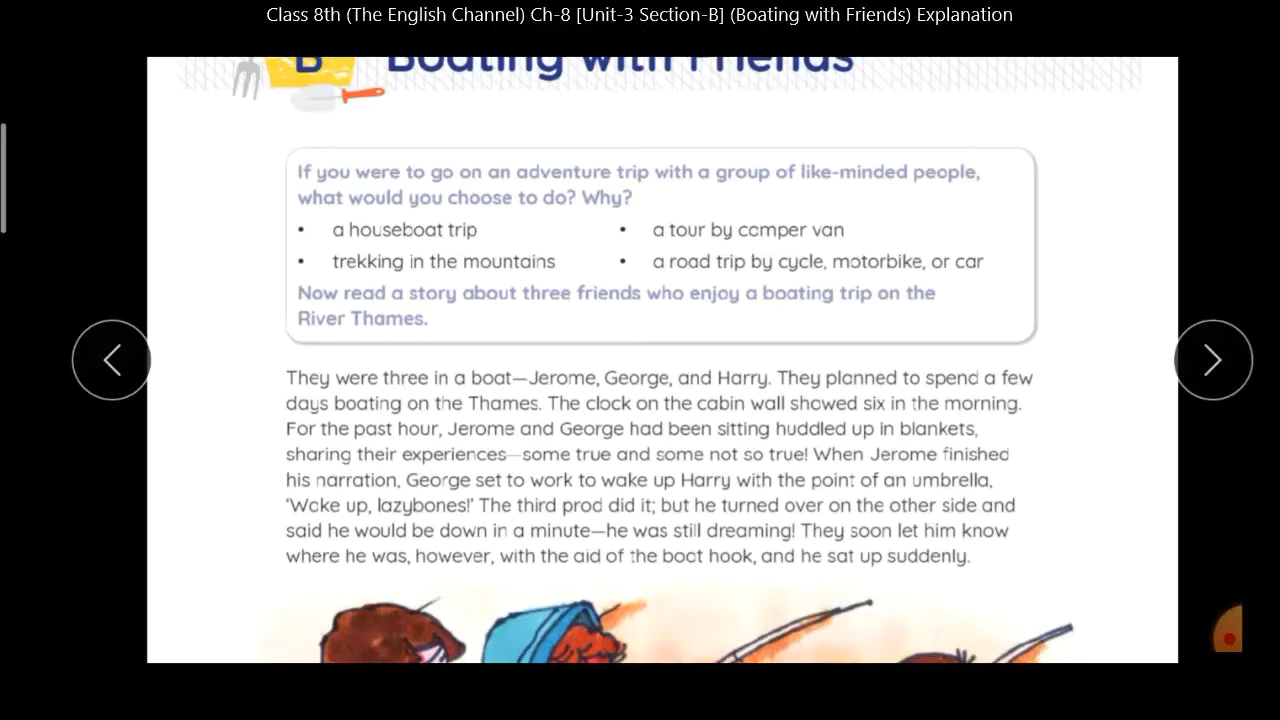 Class 8th (The English Channel) Ch-8 [Unit-3 Section-B] (Boating with Friends) Explanation
B Boating with Friends
If you were to go on an adventure trip with a group of like-minded people,
what would you choose to do? Why?
• a houseboat trip • a tour by camper van
• trekking in the mountains • a road trip by cycle, motorbike, or car
Now read a story about three friends who enjoy a boating trip on the
River Thames.
They were three in a boat—Jerome, George, and Harry. They planned to spend a few
days boating on the Thames. The clock on the cabin wall showed six in the morning.
For the past hour, Jerome and George had been sitting huddled up in blankets,
sharing their experiences—some true and some not so true! When Jerome finished
his narration, George set to work to wake up Harry with the point of an umbrella,
‘Wake up, lazybones!’ The third prod did it; but he turned over on the other side and
said he would be down in a minute—he was still dreaming! They soon let him know
where he was, however, with the aid of the boat hook, and he sat up suddenly.